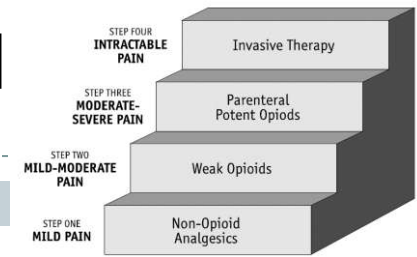 STEP FOUR
INTRACTABLE
PAIN
Invasive Therapy
STEP THREE
MODERATE-
SEVERE PAIN
Parenteral
Potent Opiods
STEP TWO
MILD-MODERATE
PAIN
Weak Opioids
STEP ONE
MILD PAIN
Non-Opioid
Analgesics